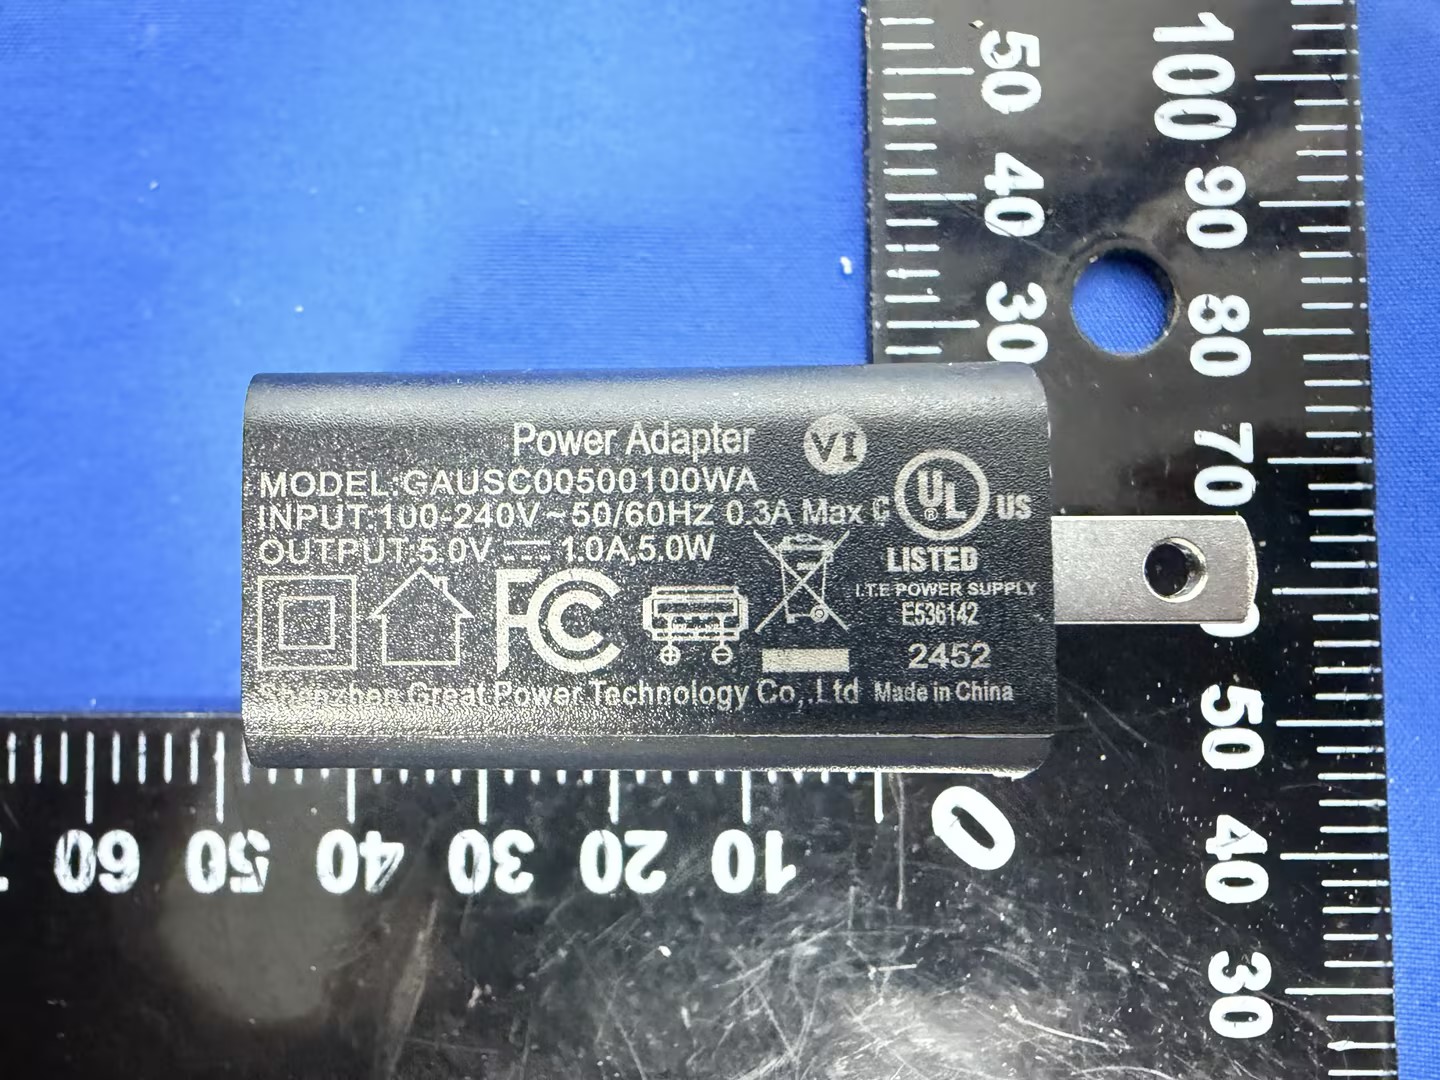 Power Adapter
VI
MODEL:GAUSC00500100WA
INPUT:100-240V~50/60Hz 0.3A Max
OUTPUT:5.0V ⎓ 1.0A,5.0W
C UL US
®
LISTED
I.T.E POWER SUPPLY
E536142
2452
FC
Shenzhen Great Power Technology Co,.Ltd Made in China
50
40
30
100
90
80
70
50
40
30
0
10
20
30
40
50
60